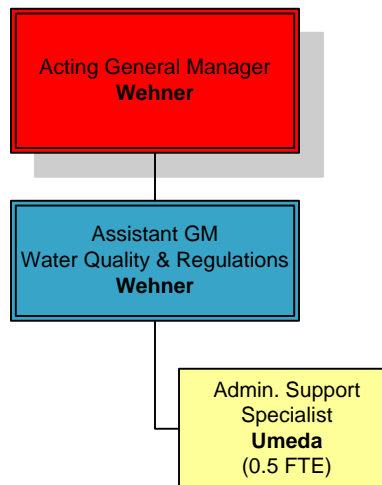 Acting General Manager
Wehner
Assistant GM
Water Quality & Regulations
Wehner
Admin. Support
Specialist
Umeda
(0.5 FTE)